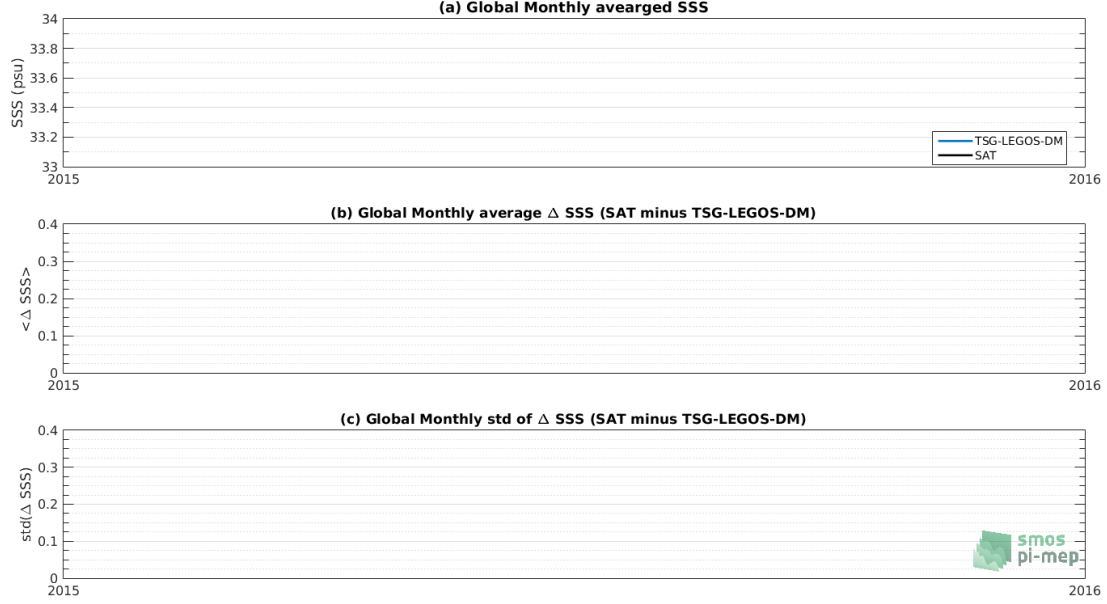 (a) Global Monthly avearged SSS
34
33.8
33.6
33.4
33.2
33
SSS (psu)
TSG-LEGOS-DM
SAT
2015
2016
(b) Global Monthly average Δ SSS (SAT minus TSG-LEGOS-DM)
0.4
0.3
0.2
0.1
0
<Δ SSS>
2015
2016
(c) Global Monthly std of Δ SSS (SAT minus TSG-LEGOS-DM)
0.4
0.3
0.2
0.1
0
std(Δ SSS)
smos
pi-mep
2015
2016